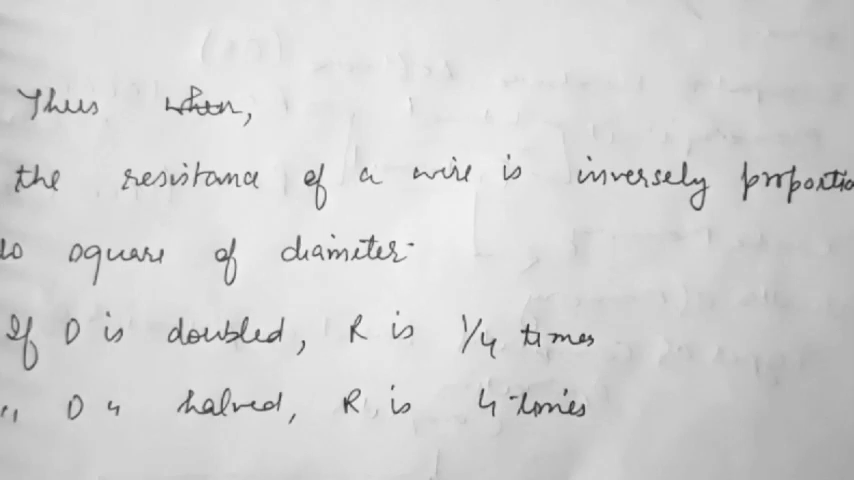 Thus when,
the resistance of a wire is inversely proportio
to square of diameter.
If D is doubled, R is 1/4 times
" D " halved, R is 4 times